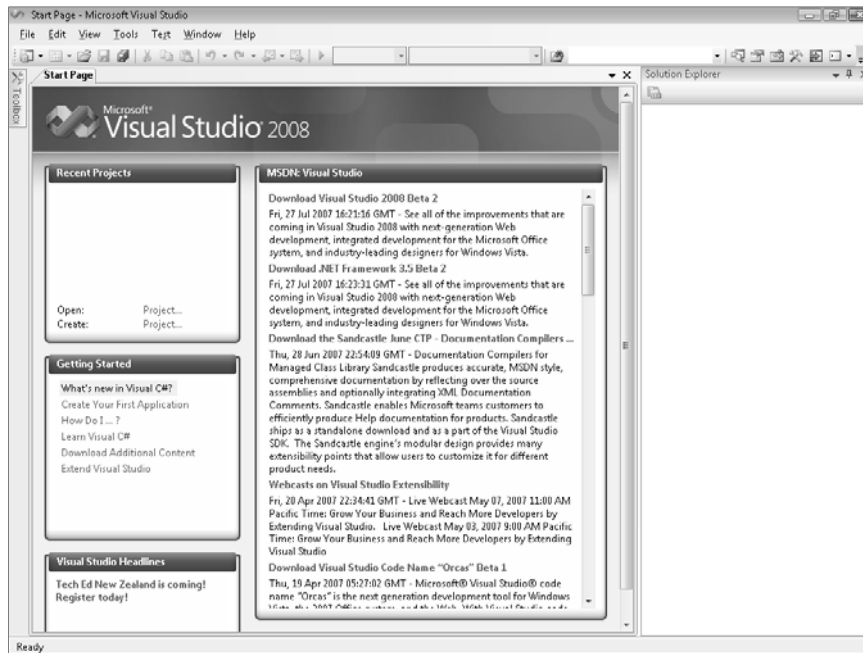 Start Page - Microsoft Visual Studio
File Edit View Tools Test Window Help
Toolbox
Start Page
Solution Explorer
Microsoft®
Visual Studio® 2008
Recent Projects
Open: Project...
Create: Project...
Getting Started
What's new in Visual C#?
Create Your First Application
How Do I ... ?
Learn Visual C#
Download Additional Content
Extend Visual Studio
Visual Studio Headlines
Tech Ed New Zealand is coming!
Register today!
MSDN: Visual Studio
Download Visual Studio 2008 Beta 2
Fri, 27 Jul 2007 16:21:16 GMT - See all of the improvements that are
coming in Visual Studio 2008 with next-generation Web
development, integrated development for the Microsoft Office
system, and industry-leading designers for Windows Vista.
Download .NET Framework 3.5 Beta 2
Fri, 27 Jul 2007 16:23:31 GMT - See all of the improvements that are
coming in Visual Studio 2008 with next-generation Web
development, integrated development for the Microsoft Office
system, and industry-leading designers for Windows Vista.
Download the Sandcastle June CTP - Documentation Compilers ...
Thu, 28 Jun 2007 22:54:09 GMT - Documentation Compilers for
Managed Class Library Sandcastle produces accurate, MSDN style,
comprehensive documentation by reflecting over the source
assemblies and optionally integrating XML Documentation
Comments. Sandcastle enables Microsoft teams customers to
efficiently produce Help documentation for products. Sandcastle
ships as a standalone download and as a part of the Visual Studio
SDK. The Sandcastle engine's modular design provides many
extensibility points that allow users to customize it for different
product needs.
Webcasts on Visual Studio Extensibility
Fri, 20 Apr 2007 22:34:41 GMT - Live Webcast May 07, 2007 11:00 AM
Pacific Time: Grow Your Business and Reach More Developers by
Extending Visual Studio. Live Webcast May 03, 2007 9:00 AM Pacific
Time: Grow Your Business and Reach More Developers by Extending
Visual Studio
Download Visual Studio Code Name "Orcas" Beta 1
Thu, 19 Apr 2007 05:27:02 GMT - Microsoft® Visual Studio® code
name "Orcas" is the next generation development tool for Windows
Vista, the 2007 Office system, and the Web. With Visual Studio code
Ready